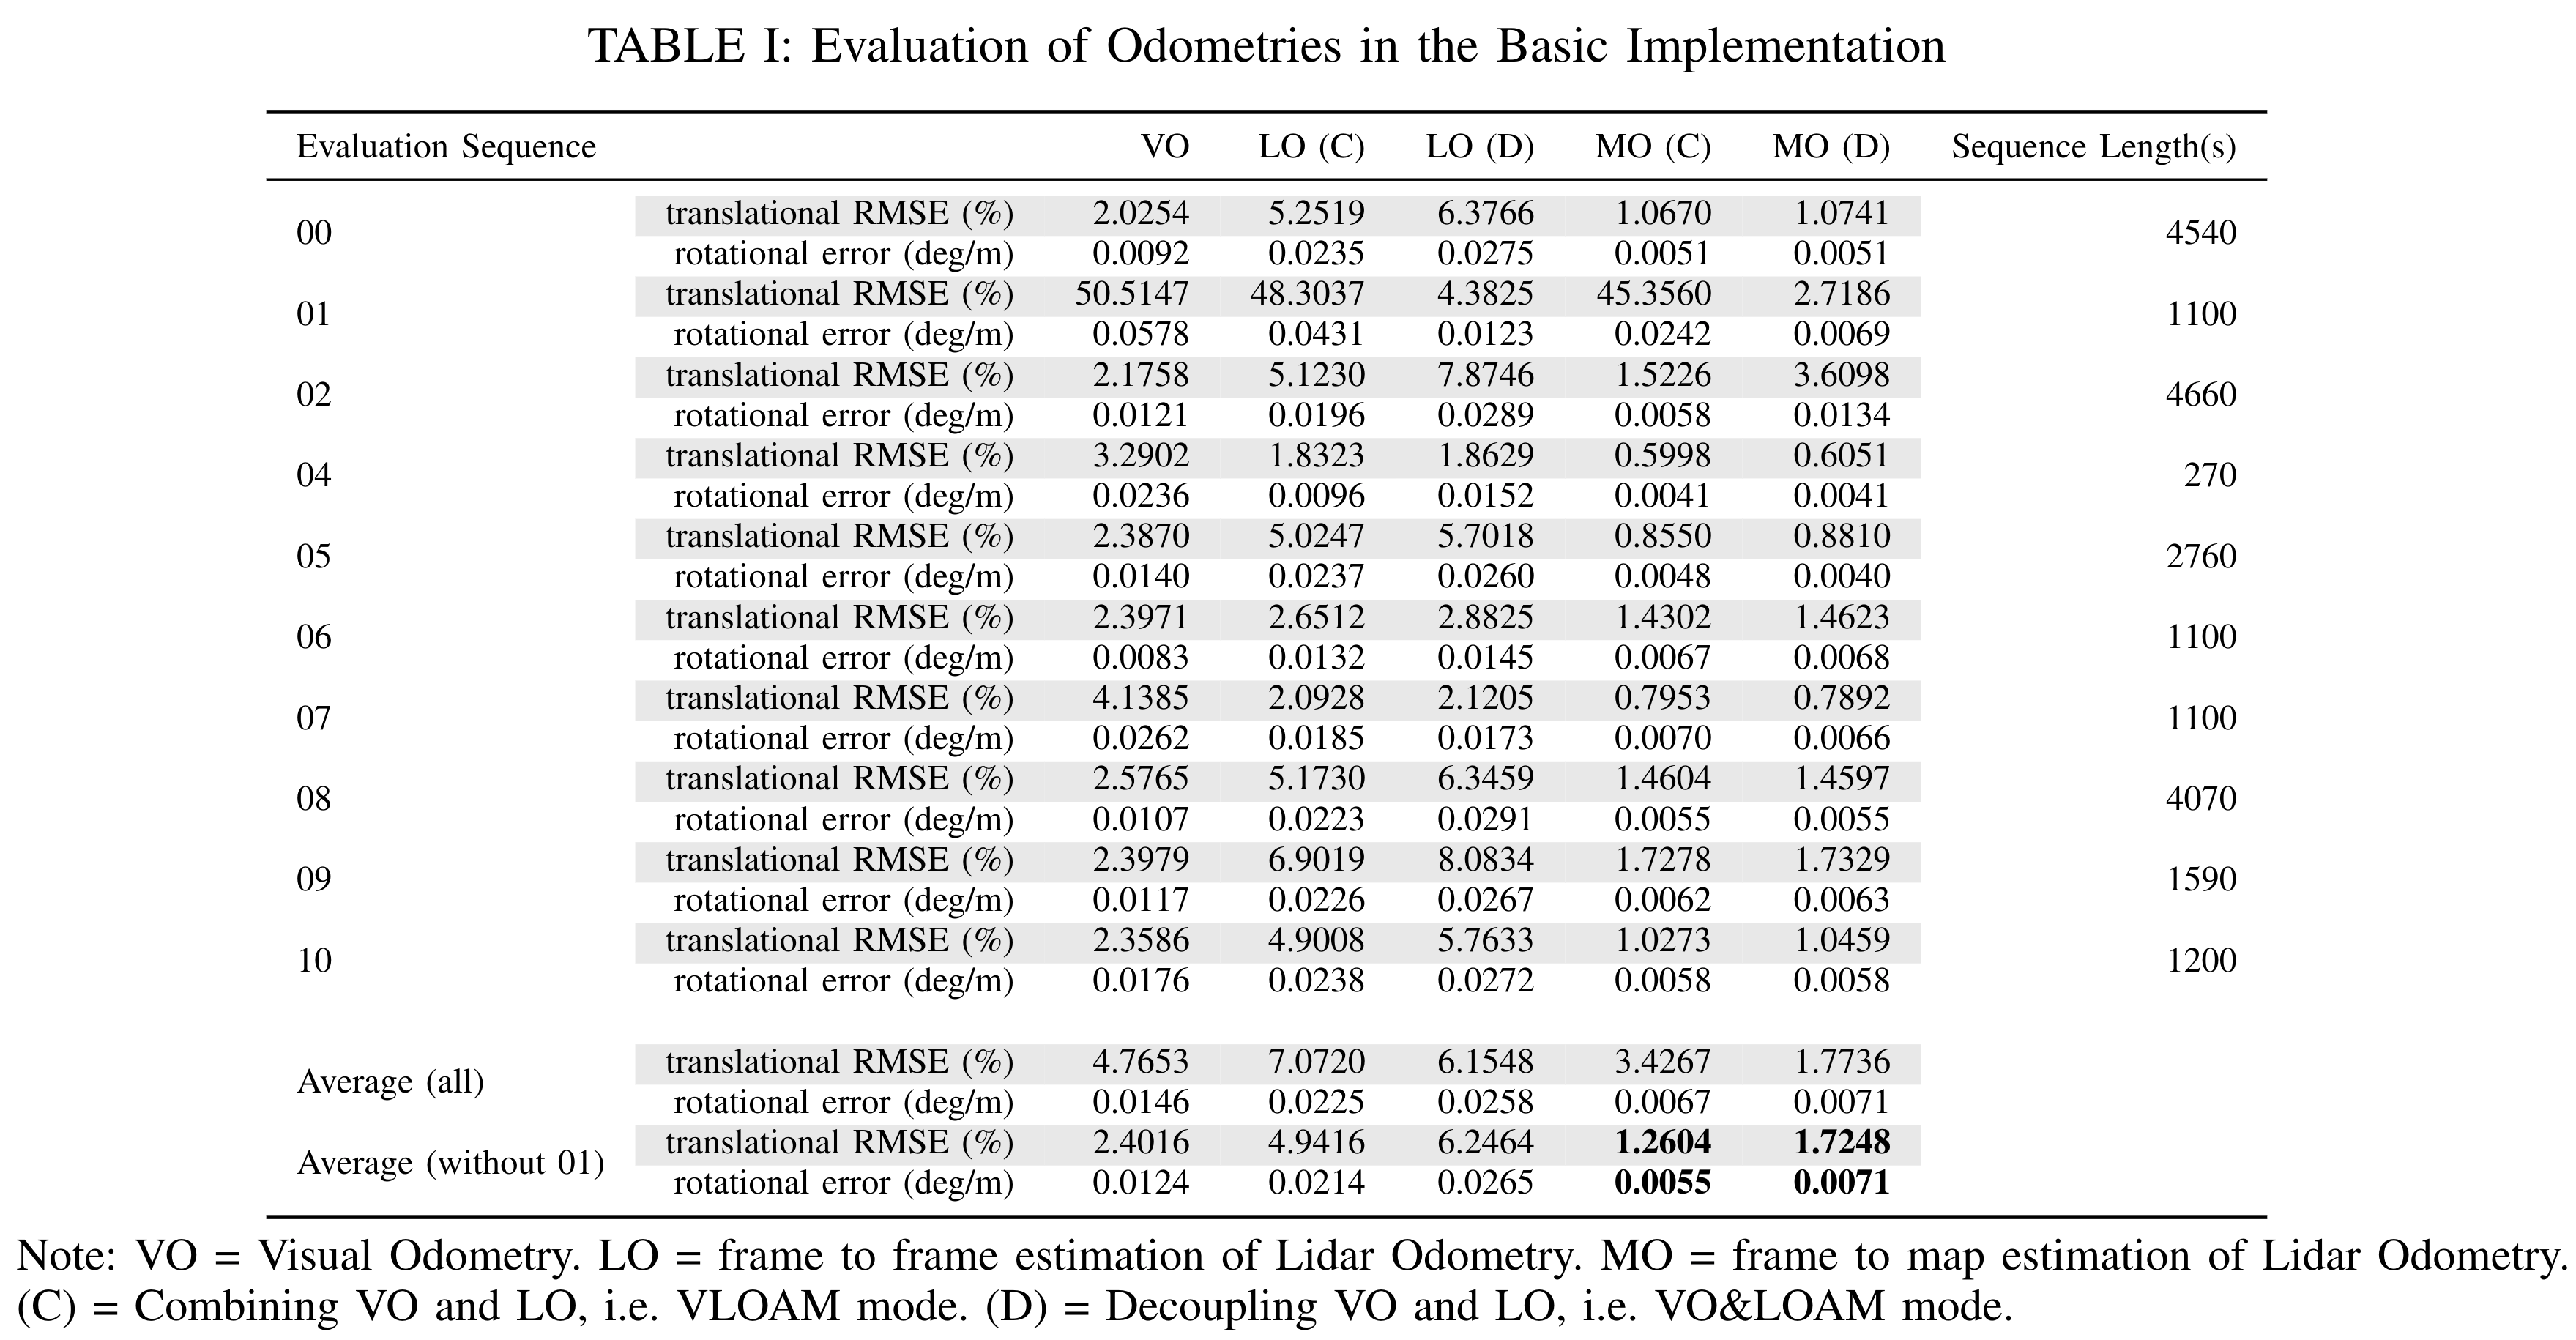 TABLE I: Evaluation of Odometries in the Basic Implementation
Evaluation Sequence VO LO (C) LO (D) MO (C) MO (D) Sequence Length(s)
00 translational RMSE (%) 2.0254 5.2519 6.3766 1.0670 1.0741 4540
rotational error (deg/m) 0.0092 0.0235 0.0275 0.0051 0.0051
01 translational RMSE (%) 50.5147 48.3037 4.3825 45.3560 2.7186 1100
rotational error (deg/m) 0.0578 0.0431 0.0123 0.0242 0.0069
02 translational RMSE (%) 2.1758 5.1230 7.8746 1.5226 3.6098 4660
rotational error (deg/m) 0.0121 0.0196 0.0289 0.0058 0.0134
04 translational RMSE (%) 3.2902 1.8323 1.8629 0.5998 0.6051 270
rotational error (deg/m) 0.0236 0.0096 0.0152 0.0041 0.0041
05 translational RMSE (%) 2.3870 5.0247 5.7018 0.8550 0.8810 2760
rotational error (deg/m) 0.0140 0.0237 0.0260 0.0048 0.0040
06 translational RMSE (%) 2.3971 2.6512 2.8825 1.4302 1.4623 1100
rotational error (deg/m) 0.0083 0.0132 0.0145 0.0067 0.0068
07 translational RMSE (%) 4.1385 2.0928 2.1205 0.7953 0.7892 1100
rotational error (deg/m) 0.0262 0.0185 0.0173 0.0070 0.0066
08 translational RMSE (%) 2.5765 5.1730 6.3459 1.4604 1.4597 4070
rotational error (deg/m) 0.0107 0.0223 0.0291 0.0055 0.0055
09 translational RMSE (%) 2.3979 6.9019 8.0834 1.7278 1.7329 1590
rotational error (deg/m) 0.0117 0.0226 0.0267 0.0062 0.0063
10 translational RMSE (%) 2.3586 4.9008 5.7633 1.0273 1.0459 1200
rotational error (deg/m) 0.0176 0.0238 0.0272 0.0058 0.0058
Average (all) translational RMSE (%) 4.7653 7.0720 6.1548 3.4267 1.7736
rotational error (deg/m) 0.0146 0.0225 0.0258 0.0067 0.0071
Average (without 01) translational RMSE (%) 2.4016 4.9416 6.2464 1.2604 1.7248
rotational error (deg/m) 0.0124 0.0214 0.0265 0.0055 0.0071
Note: VO = Visual Odometry. LO = frame to frame estimation of Lidar Odometry. MO = frame to map estimation of Lidar Odometry.
(C) = Combining VO and LO, i.e. VLOAM mode. (D) = Decoupling VO and LO, i.e. VO&LOAM mode.